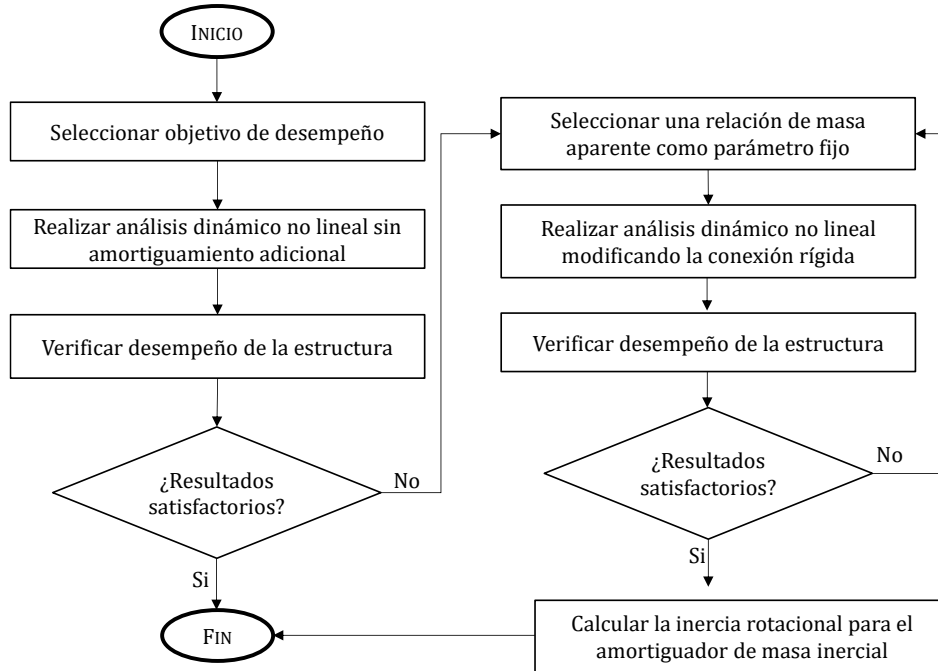 INICIO
Seleccionar objetivo de desempeño
Realizar análisis dinámico no lineal sin
amortiguamiento adicional
Verificar desempeño de la estructura
¿Resultados
satisfactorios?
No
Si
FIN
Seleccionar una relación de masa
aparente como parámetro fijo
Realizar análisis dinámico no lineal
modificando la conexión rígida
Verificar desempeño de la estructura
¿Resultados
satisfactorios?
No
Si
Calcular la inercia rotacional para el
amortiguador de masa inercial